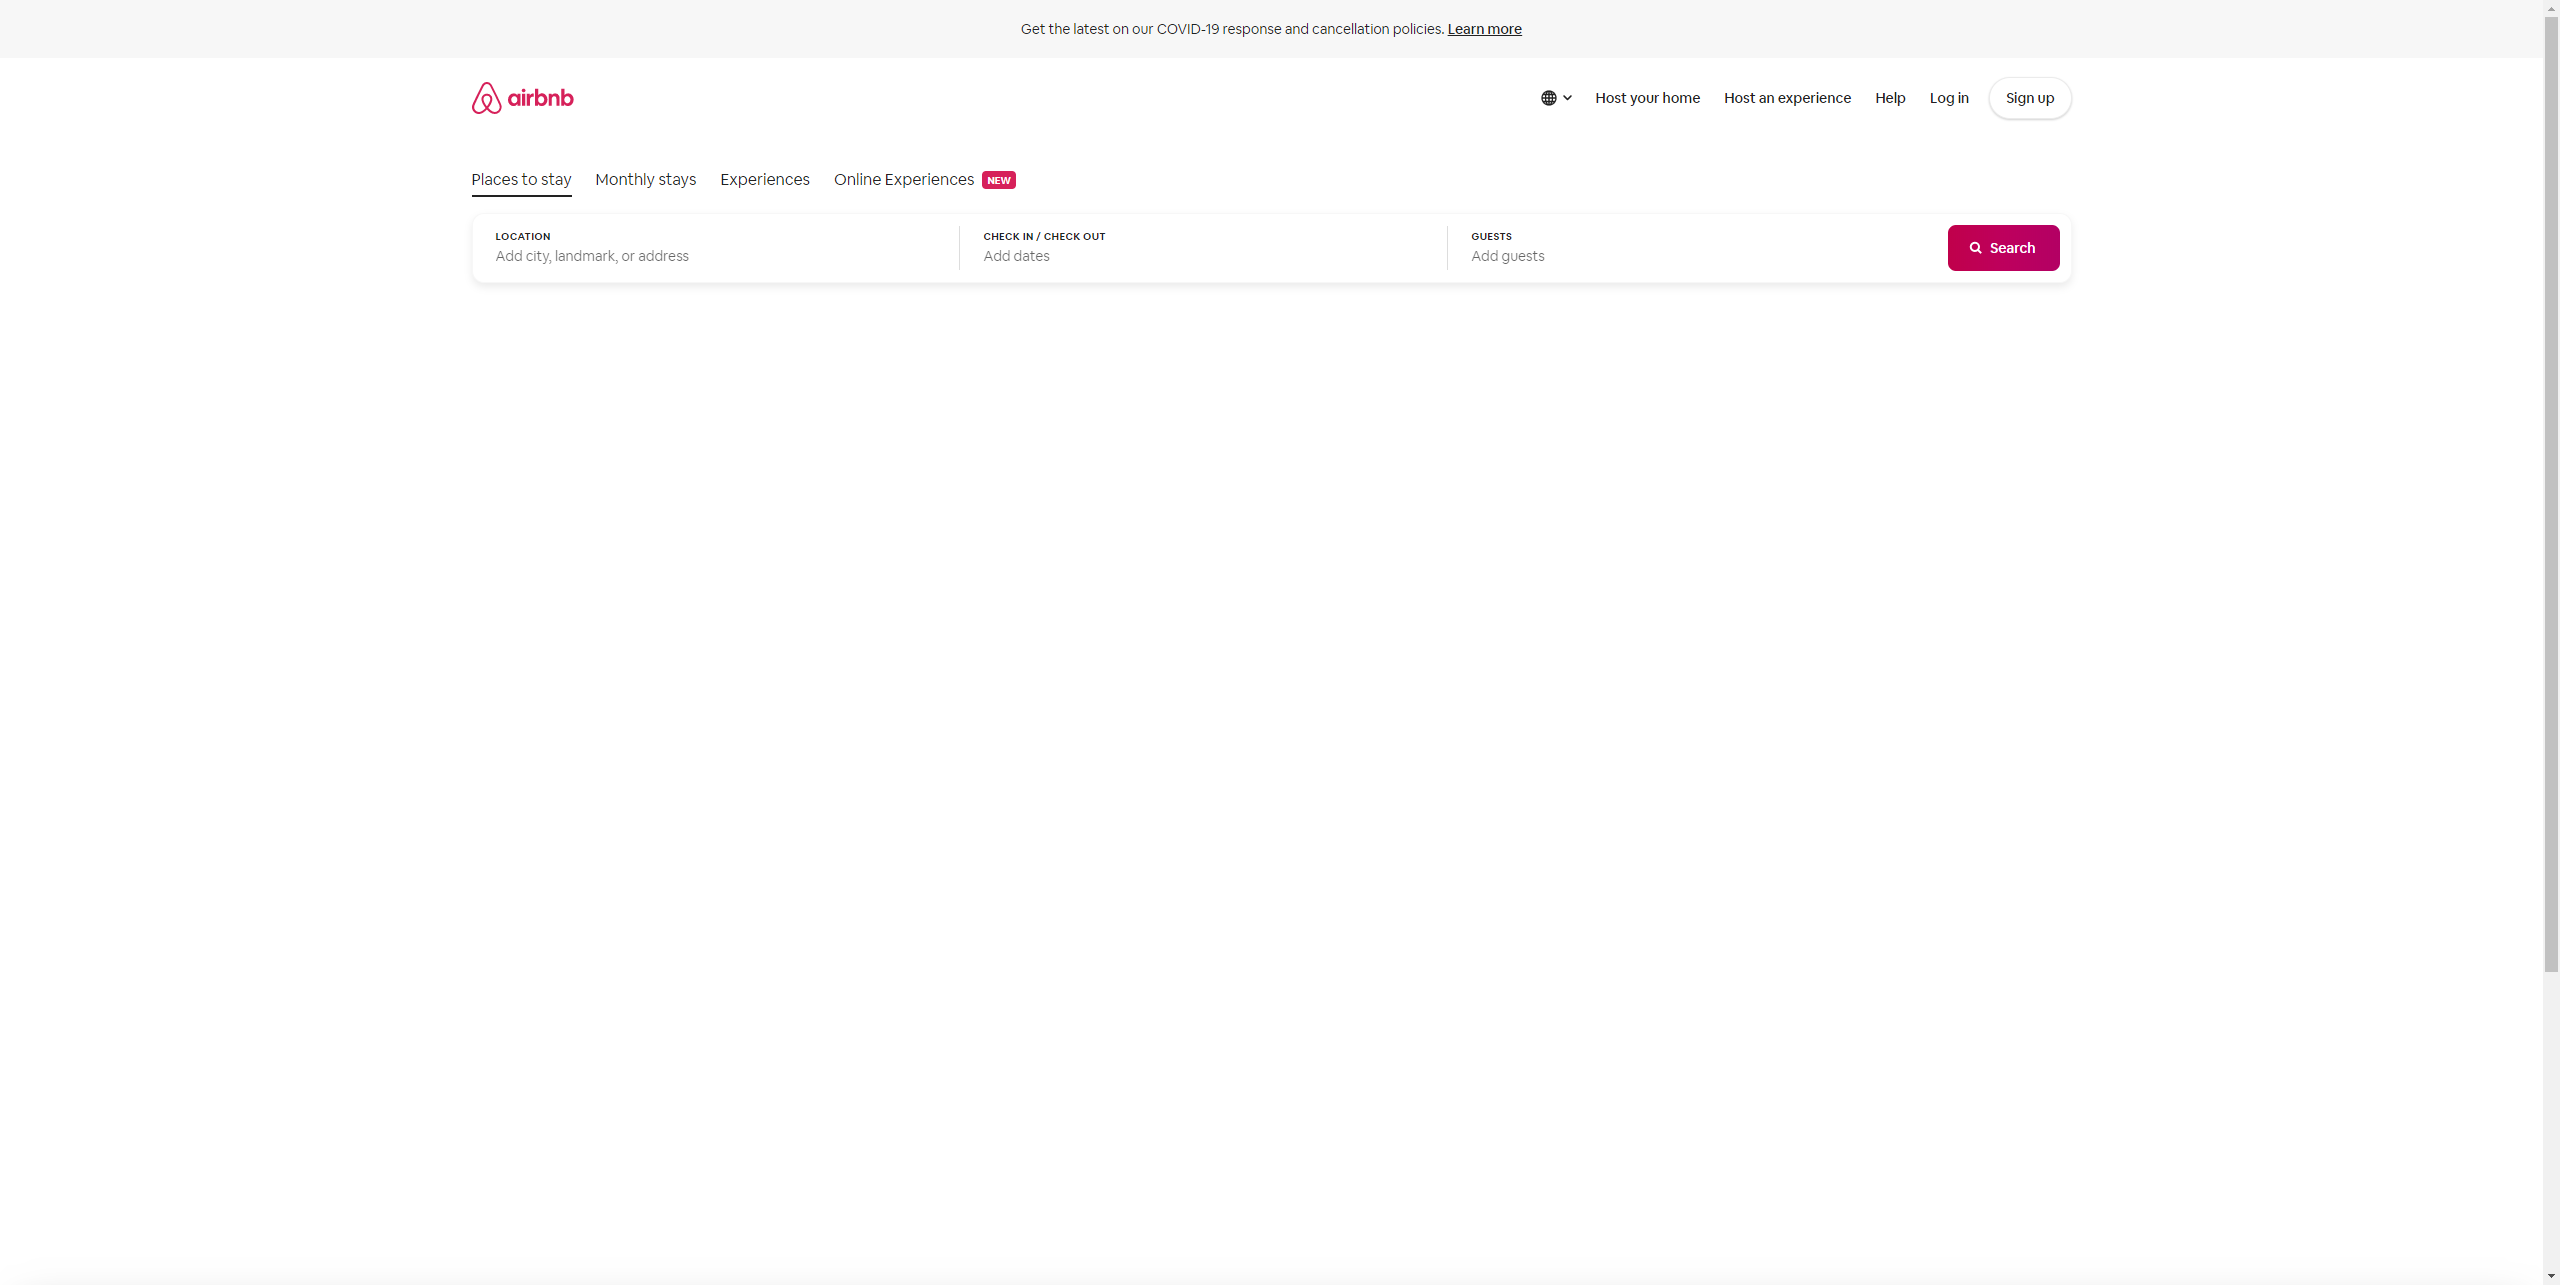 Get the latest on our COVID-19 response and cancellation policies. Learn more
airbnb
Host your home
Host an experience
Help
Log in
Sign up
Places to stay
Monthly stays
Experiences
Online Experiences
NEW
LOCATION
Add city, landmark, or address
CHECK IN / CHECK OUT
Add dates
GUESTS
Add guests
Search